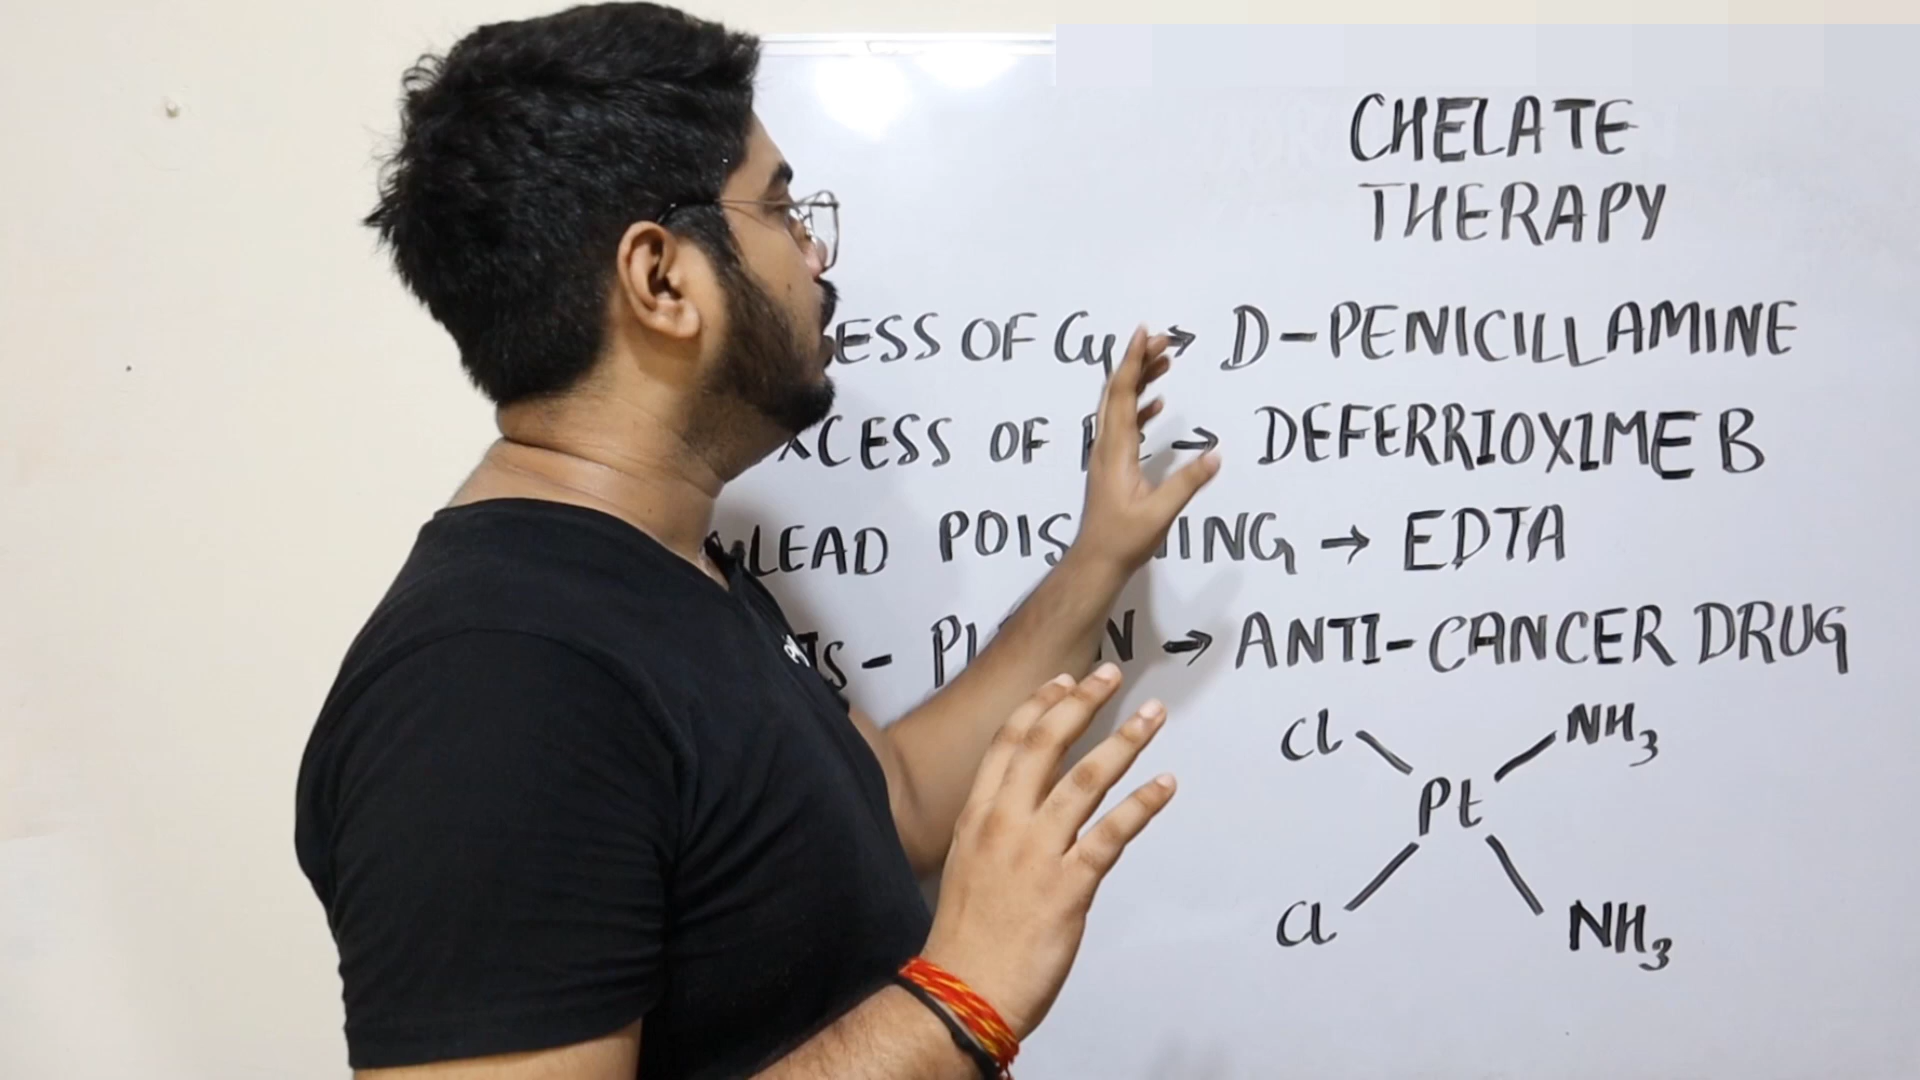 CHELATE
THERAPY
ESS OF Cu → D-PENICILLAMINE
XCESS OF → DEFERRIOXIME B
LEAD ING → EDTA
→ ANTI-CANCER DRUG
Cl NH3
Pt
Cl NH3